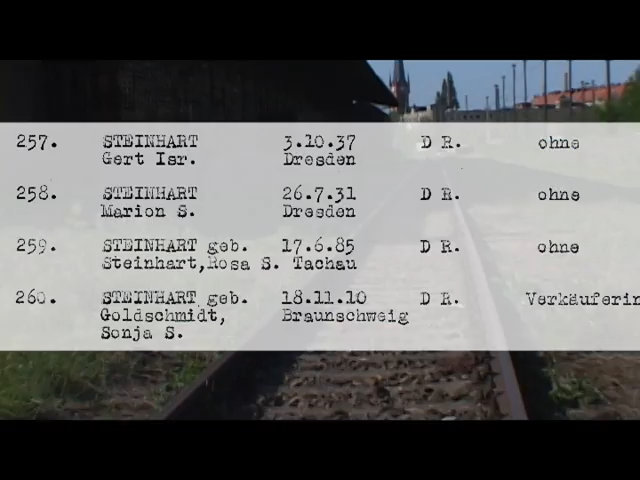 257. STEINHART 3.10.37 D R. ohne
Gert Isr. Dresden
258. STEINHART 26.7.31 D R. ohne
Marion S. Dresden
259. STEINHART geb. 17.6.85 D R. ohne
Steinhart,Rosa S. Tachau
260. STEINHART geb. 18.11.10 D R. Verkäuferin
Goldschmidt, Braunschweig
Sonja S.